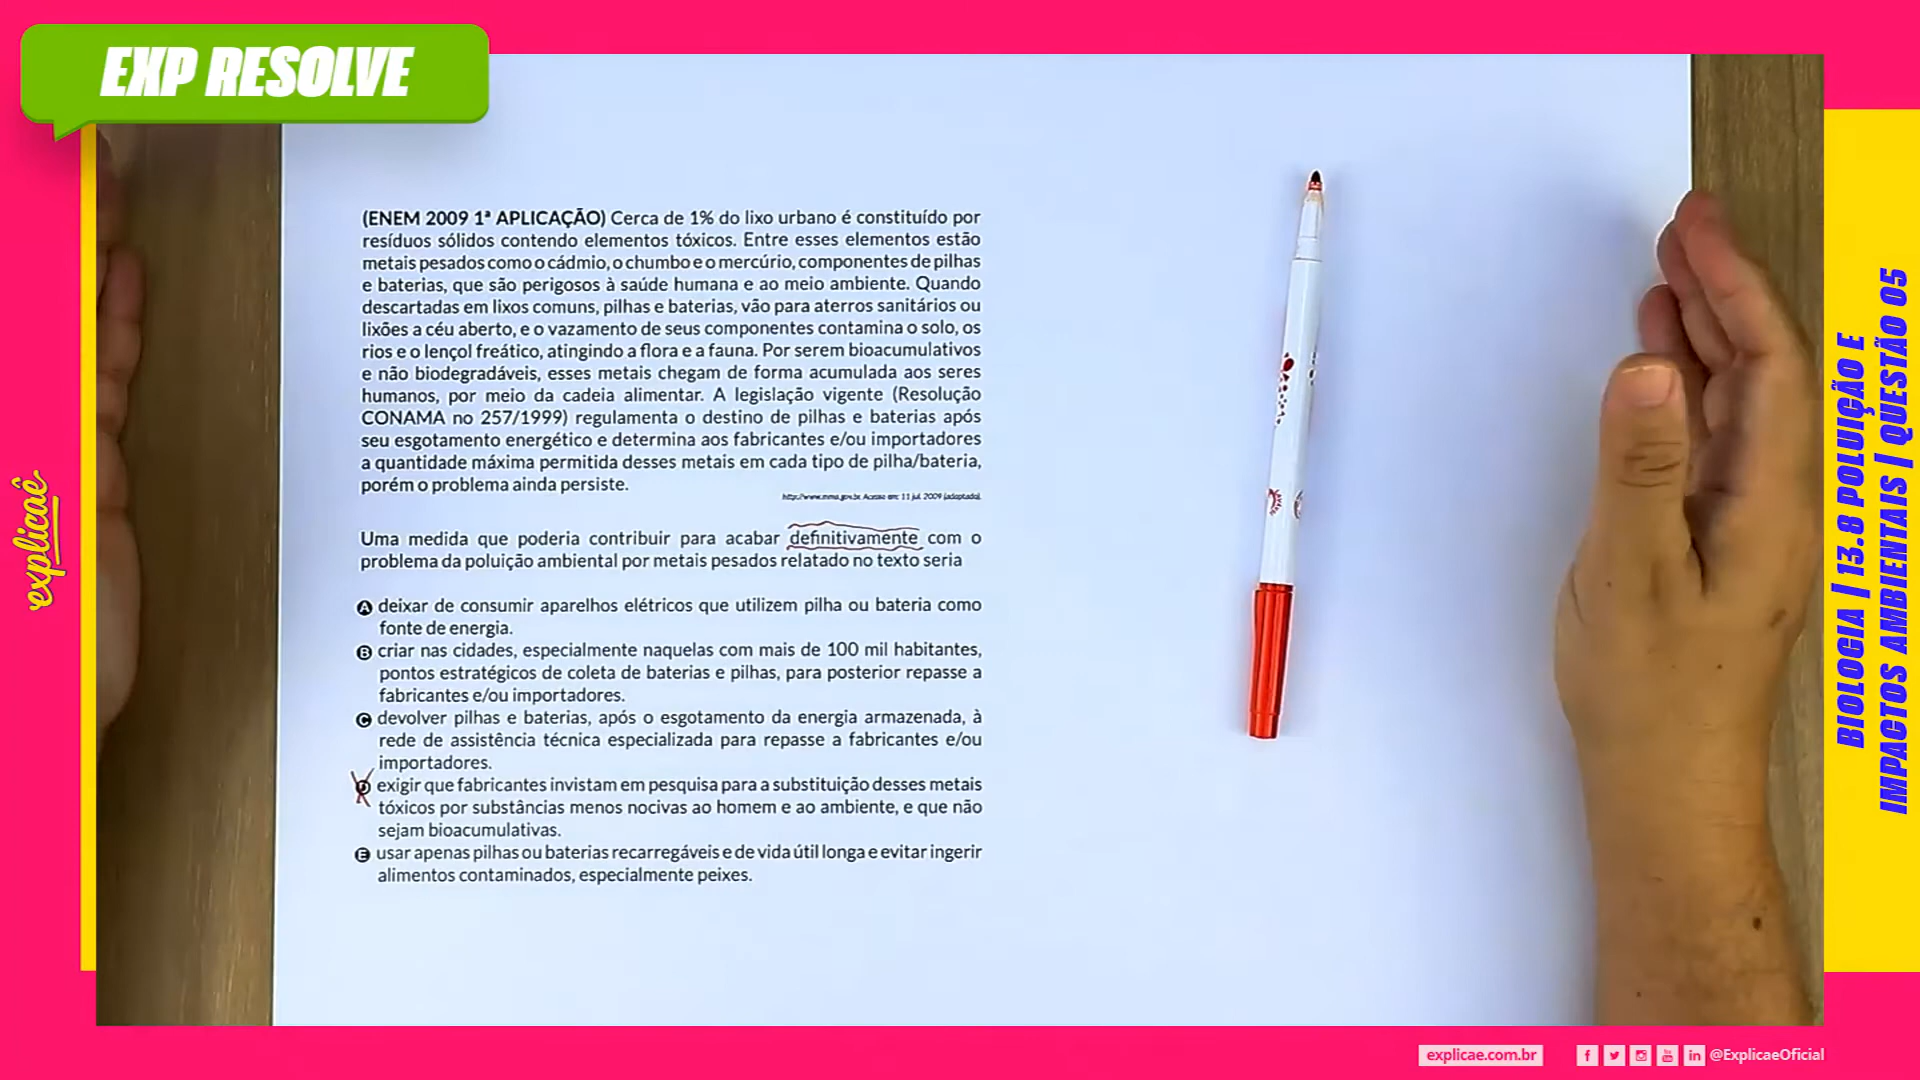 EXP RESOLVE
(ENEM 2009 1ª APLICAÇÃO) Cerca de 1% do lixo urbano é constituído por
resíduos sólidos contendo elementos tóxicos. Entre esses elementos estão
metais pesados como o cádmio, o chumbo e o mercúrio, componentes de pilhas
e baterias, que são perigosos à saúde humana e ao meio ambiente. Quando
descartadas em lixos comuns, pilhas e baterias, vão para aterros sanitários ou
lixões a céu aberto, e o vazamento de seus componentes contamina o solo, os
rios e o lençol freático, atingindo a flora e a fauna. Por serem bioacumulativos
e não biodegradáveis, esses metais chegam de forma acumulada aos seres
humanos, por meio da cadeia alimentar. A legislação vigente (Resolução
CONAMA no 257/1999) regulamenta o destino de pilhas e baterias após
seu esgotamento energético e determina aos fabricantes e/ou importadores
a quantidade máxima permitida desses metais em cada tipo de pilha/bateria,
porém o problema ainda persiste.
http://www.mma.gov.br. Acesso em: 11 jul. 2009 (adaptado).
Uma medida que poderia contribuir para acabar definitivamente com o
problema da poluição ambiental por metais pesados relatado no texto seria
A deixar de consumir aparelhos elétricos que utilizem pilha ou bateria como
fonte de energia.
B criar nas cidades, especialmente naquelas com mais de 100 mil habitantes,
pontos estratégicos de coleta de baterias e pilhas, para posterior repasse a
fabricantes e/ou importadores.
C devolver pilhas e baterias, após o esgotamento da energia armazenada, à
rede de assistência técnica especializada para repasse a fabricantes e/ou
importadores.
D exigir que fabricantes invistam em pesquisa para a substituição desses metais
tóxicos por substâncias menos nocivas ao homem e ao ambiente, e que não
sejam bioacumulativas.
E usar apenas pilhas ou baterias recarregáveis e de vida útil longa e evitar ingerir
alimentos contaminados, especialmente peixes.
explicaê
BIOLOGIA | 13.8 POLUIÇÃO E
IMPACTOS AMBIENTAIS | QUESTÃO 05
explicae.com.br
@ExplicaeOficial